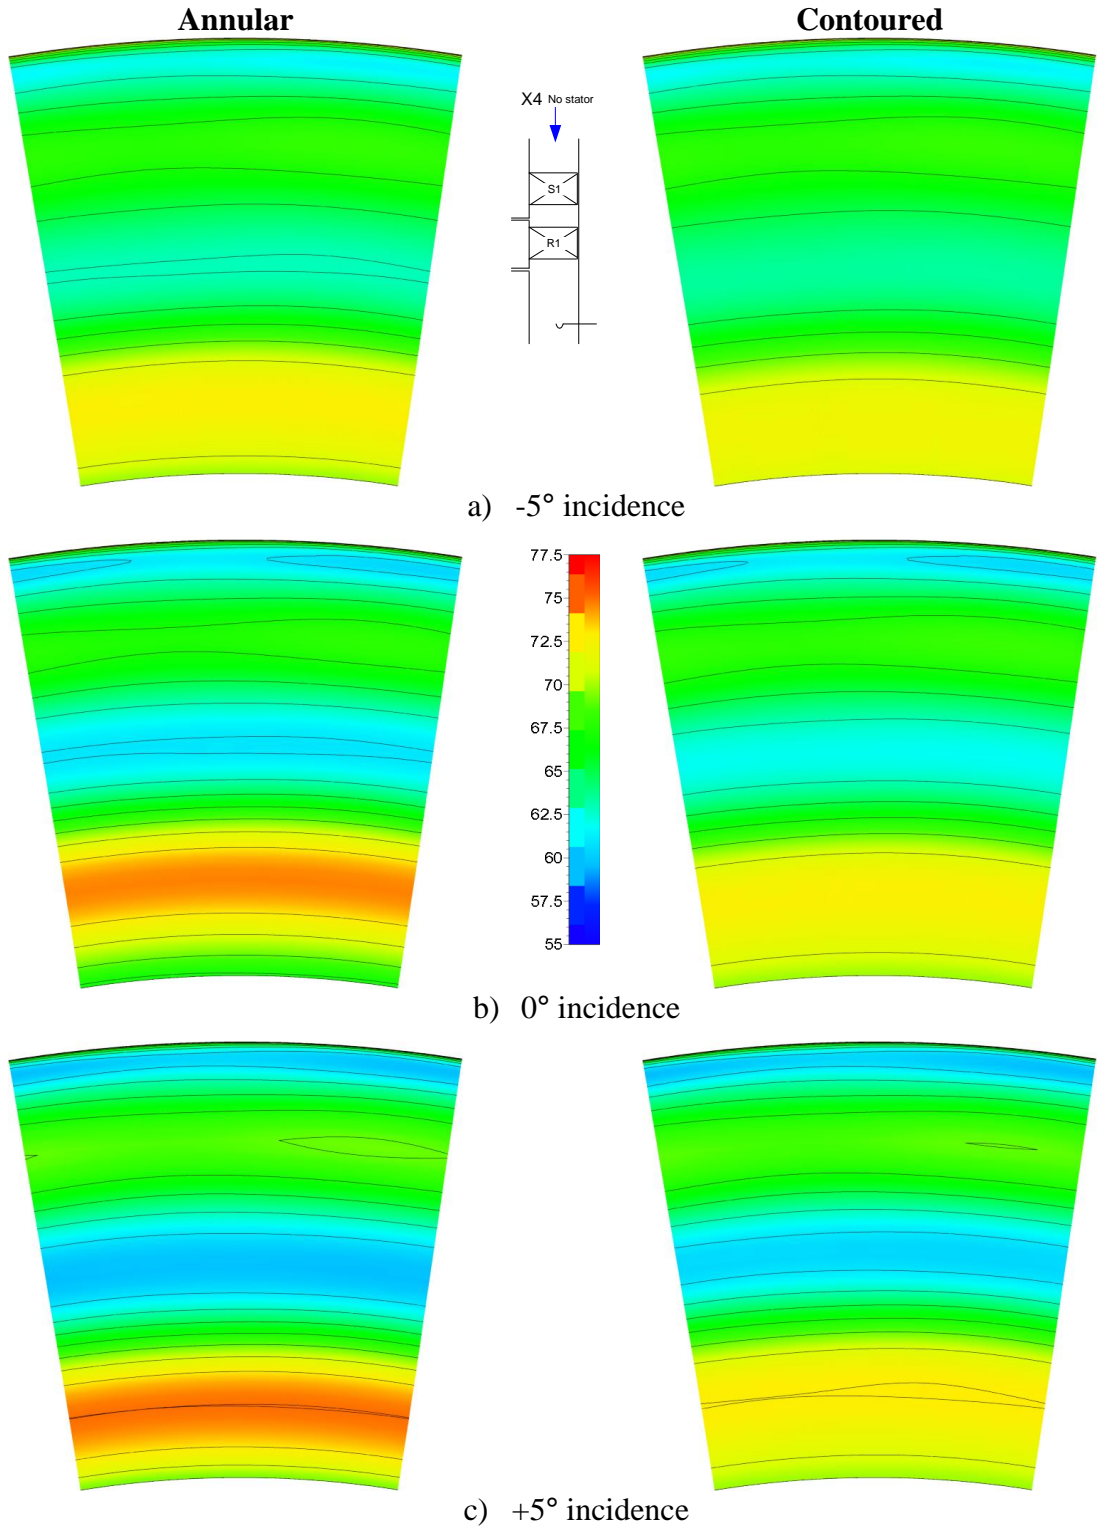 Annular
Contoured
X4 No stator
S1
R1
a) -5° incidence
77.5
75
72.5
70
67.5
65
62.5
60
57.5
55
b) 0° incidence
c) +5° incidence